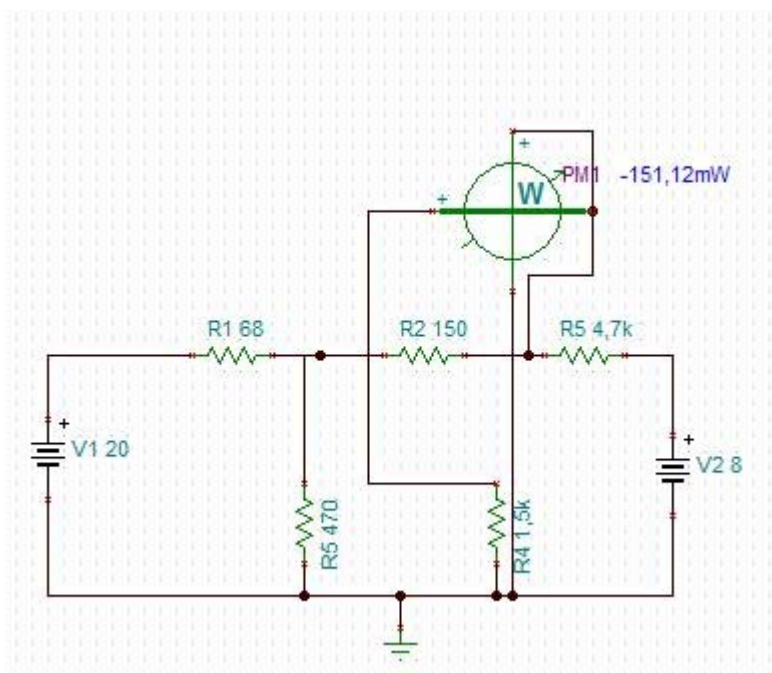 +
W
PM1 -151,12mW
+
R1 68
R2 150
R5 4,7k
+
V1 20
+
V2 8
R5 470
R4 1,5k